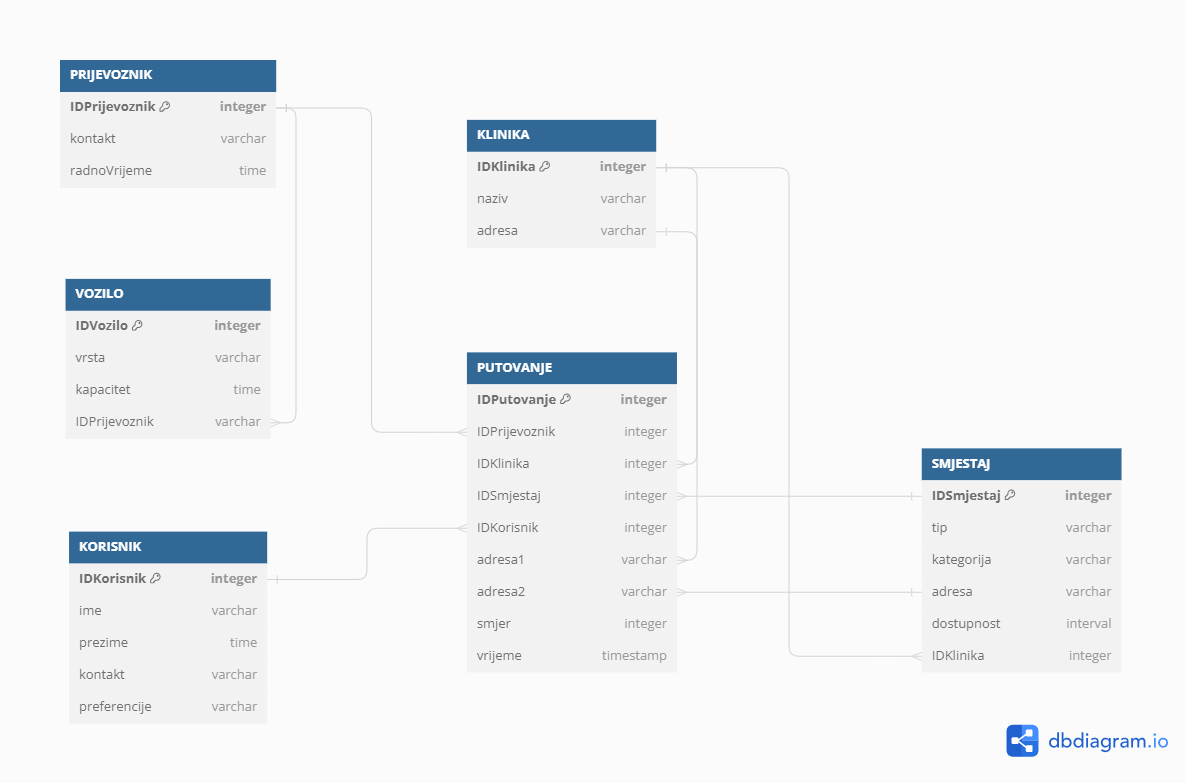 PRIJEVOZNIK
IDPrijevoznik integer
kontakt varchar
radnoVrijeme time
KLINIKA
IDKlinika integer
naziv varchar
adresa varchar
VOZILO
IDVozilo integer
vrsta varchar
kapacitet time
IDPrijevoznik varchar
PUTOVANJE
IDPutovanje integer
IDPrijevoznik integer
IDKlinika integer
IDSmjestaj integer
IDKorisnik integer
adresa1 varchar
adresa2 varchar
smjer integer
vrijeme timestamp
SMJESTAJ
IDSmjestaj integer
tip varchar
kategorija varchar
adresa varchar
dostupnost interval
IDKlinika integer
KORISNIK
IDKorisnik integer
ime varchar
prezime time
kontakt varchar
preferencije varchar
dbdiagram.io